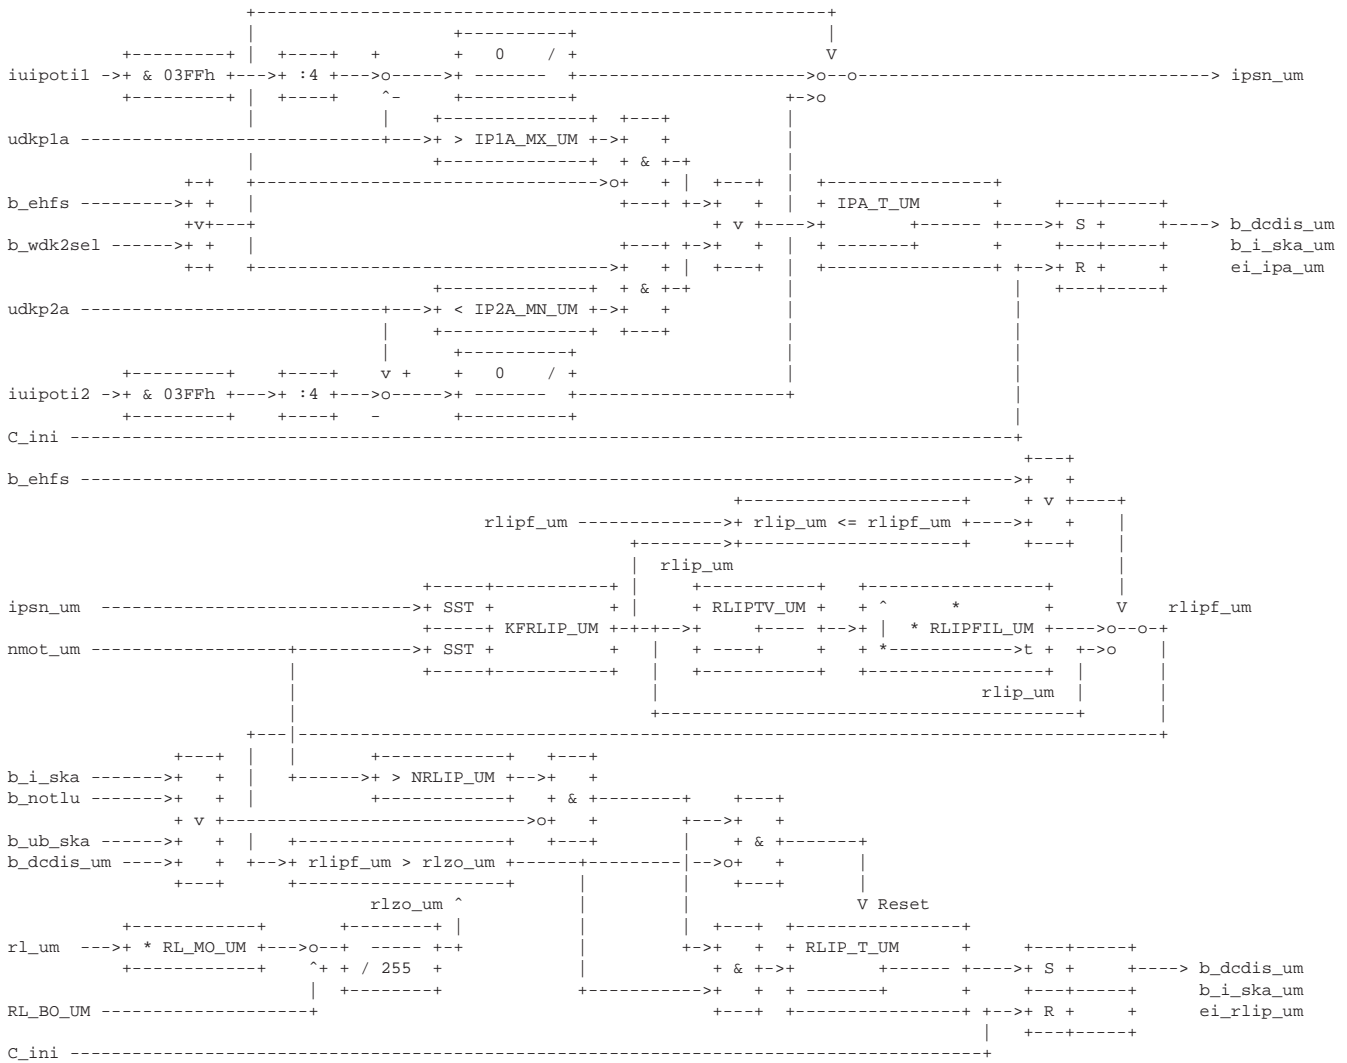 0 /
iuipoti1 -> & 03FFh :4 ipsn_um
udkp1a > IP1A_MX_UM
&
b_ehfs IPA_T_UM
v v S b_dcdis_um
b_wdk2sel b_i_ska_um
R ei_ipa_um
&
udkp2a < IP2A_MN_UM
0 /
iuipoti2 -> & 03FFh :4
C_ini
b_ehfs
v
rlipf_um rlip_um <= rlipf_um
rlip_um
ipsn_um SST RLIPTV_UM * V rlipf_um
KFRLIP_UM * RLIPFIL_UM
nmot_um SST * t
rlip_um
b_i_ska > NRLIP_UM
b_notlu &
v
b_ub_ska &
b_dcdis_um rlipf_um > rlzo_um
rlzo_um V Reset
rl_um * RL_MO_UM RLIP_T_UM
/ 255 & S b_dcdis_um
b_i_ska_um
RL_BO_UM R ei_rlip_um
C_ini